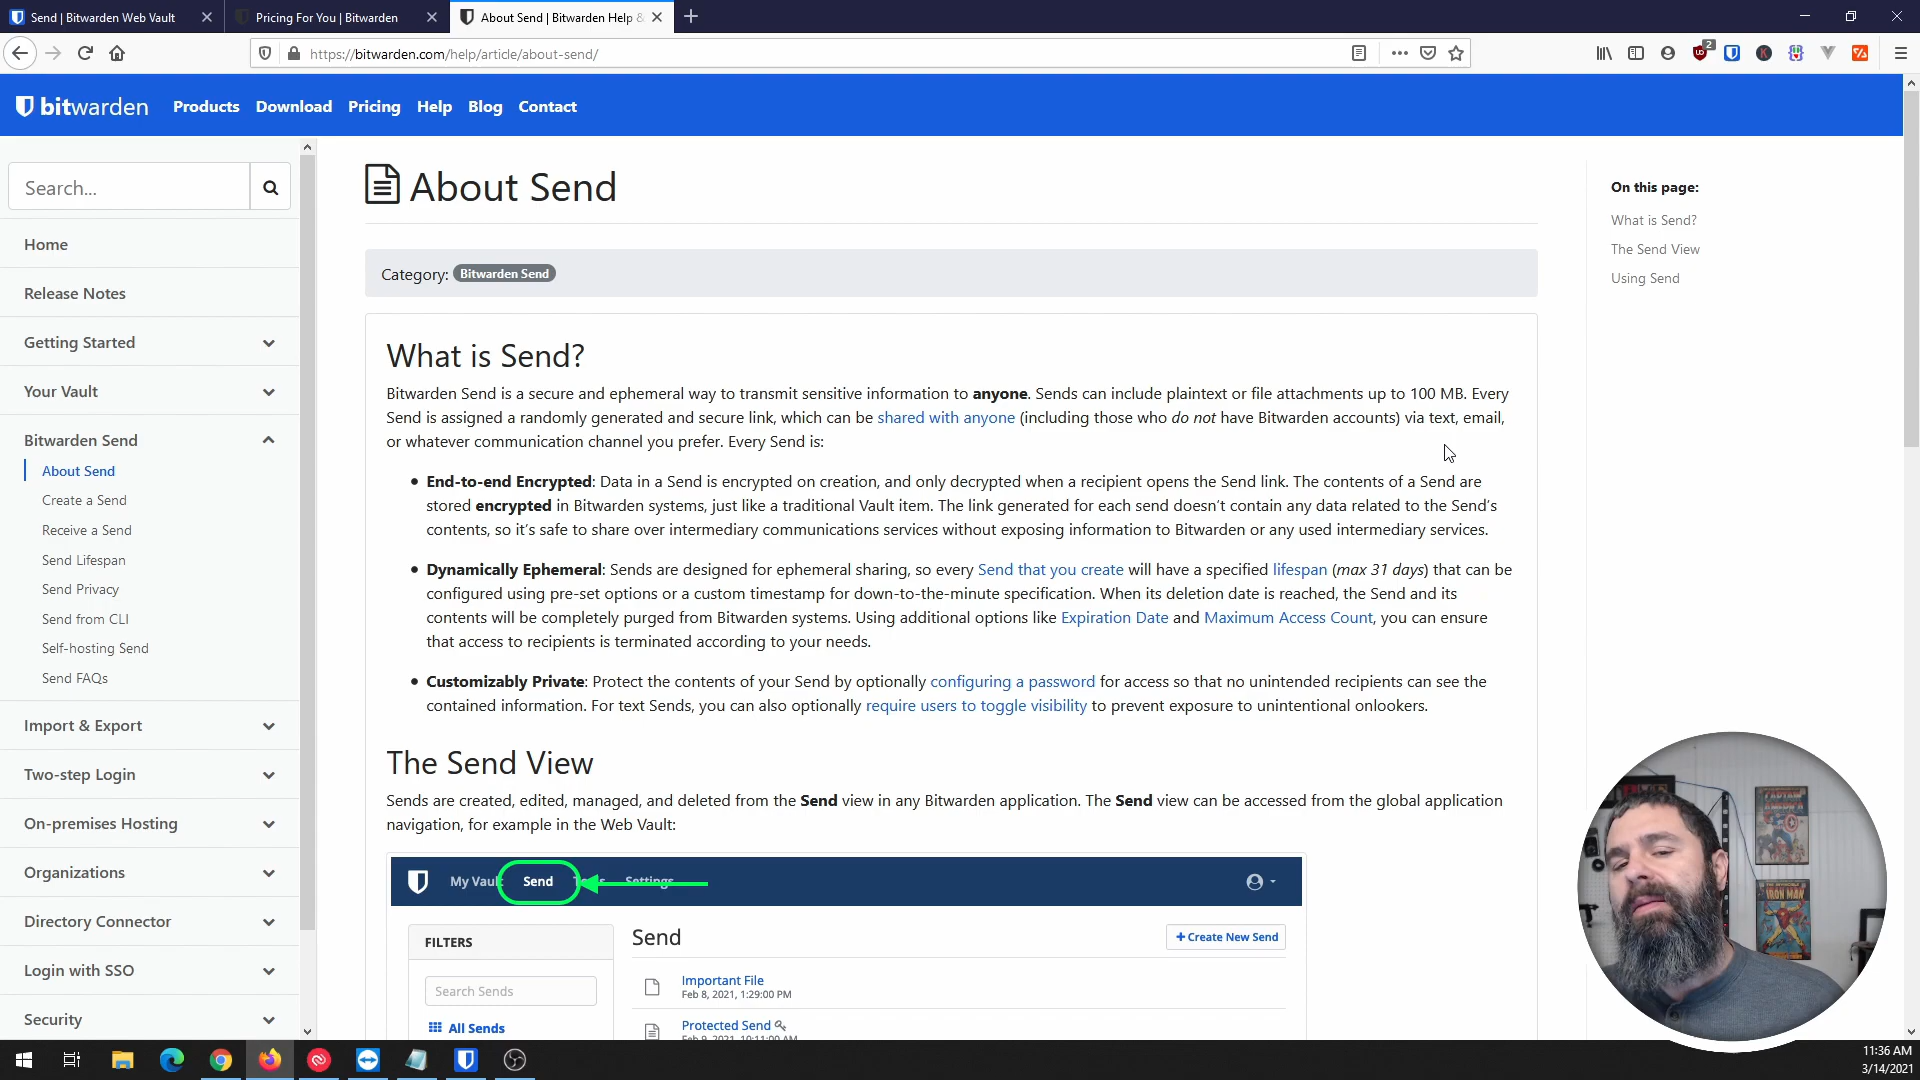 Send | Bitwarden Web Vault
Pricing For You | Bitwarden
About Send | Bitwarden Help &
https://bitwarden.com/help/article/about-send/
2
bitwarden
Products
Download
Pricing
Help
Blog
Contact
Search...
Home
Release Notes
Getting Started
Your Vault
Bitwarden Send
About Send
Create a Send
Receive a Send
Send Lifespan
Send Privacy
Send from CLI
Self-hosting Send
Send FAQs
Import & Export
Two-step Login
On-premises Hosting
Organizations
Directory Connector
Login with SSO
Security
About Send
Category: Bitwarden Send
What is Send?
Bitwarden Send is a secure and ephemeral way to transmit sensitive information to anyone. Sends can include plaintext or file attachments up to 100 MB. Every
Send is assigned a randomly generated and secure link, which can be shared with anyone (including those who do not have Bitwarden accounts) via text, email,
or whatever communication channel you prefer. Every Send is:
• End-to-end Encrypted: Data in a Send is encrypted on creation, and only decrypted when a recipient opens the Send link. The contents of a Send are
stored encrypted in Bitwarden systems, just like a traditional Vault item. The link generated for each send doesn't contain any data related to the Send's
contents, so it's safe to share over intermediary communications services without exposing information to Bitwarden or any used intermediary services.
• Dynamically Ephemeral: Sends are designed for ephemeral sharing, so every Send that you create will have a specified lifespan (max 31 days) that can be
configured using pre-set options or a custom timestamp for down-to-the-minute specification. When its deletion date is reached, the Send and its
contents will be completely purged from Bitwarden systems. Using additional options like Expiration Date and Maximum Access Count, you can ensure
that access to recipients is terminated according to your needs.
• Customizably Private: Protect the contents of your Send by optionally configuring a password for access so that no unintended recipients can see the
contained information. For text Sends, you can also optionally require users to toggle visibility to prevent exposure to unintentional onlookers.
The Send View
Sends are created, edited, managed, and deleted from the Send view in any Bitwarden application. The Send view can be accessed from the global application
navigation, for example in the Web Vault:
My Vault
Send
Tools
Settings
FILTERS
Search Sends
All Sends
Send
+ Create New Send
Important File
Feb 8, 2021, 1:29:00 PM
Protected Send
Feb 9, 2021, 10:11:00 AM
On this page:
What is Send?
The Send View
Using Send
CAPTAIN
AMERICA
IRON MAN
11:36 AM
3/14/2021